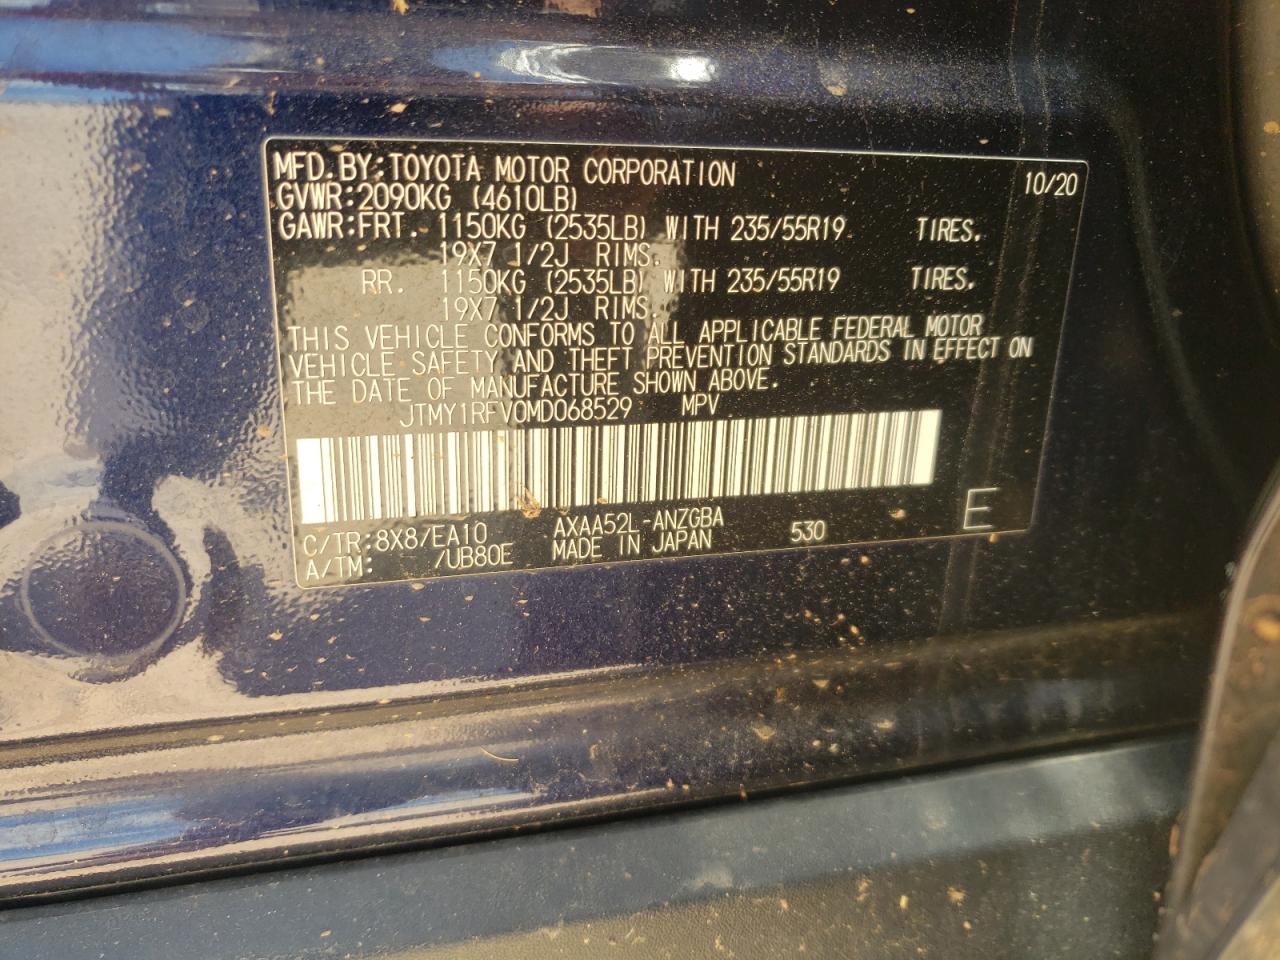 MFD.BY:TOYOTA MOTOR CORPORATION 10/20
GVWR:2090KG (4610LB)
GAWR:FRT. 1150KG (2535LB) WITH 235/55R19 TIRES.
19X7 1/2J RIMS.
RR. 1150KG (2535LB) WITH 235/55R19 TIRES.
19X7 1/2J RIMS.
THIS VEHICLE CONFORMS TO ALL APPLICABLE FEDERAL MOTOR
VEHICLE SAFETY AND THEFT PREVENTION STANDARDS IN EFFECT ON
THE DATE OF MANUFACTURE SHOWN ABOVE.
JTMY1RFV0MD068529 MPV
C/TR:8X8/EA10 AXAA52L-ANZGBA 530 E
A/TM: /UB80E MADE IN JAPAN